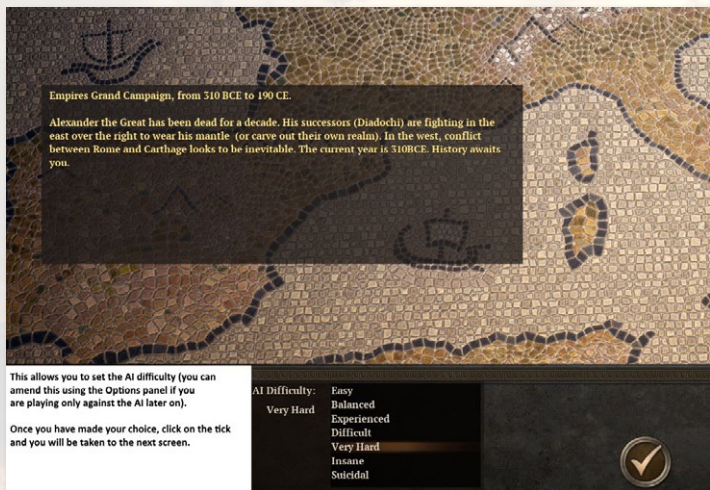 Empires Grand Campaign, from 310 BCE to 190 CE.
Alexander the Great has been dead for a decade. His successors (Diadochi) are fighting in the
east over the right to wear his mantle (or carve out their own realm). In the west, conflict
between Rome and Carthage looks to be inevitable. The current year is 310BCE. History awaits
you.
This allows you to set the AI difficulty (you can
amend this using the Options panel if you
are playing only against the AI later on).
Once you have made your choice, click on the tick
and you will be taken to the next screen.
AI Difficulty:
Very Hard
Easy
Balanced
Experienced
Difficult
Very Hard
Insane
Suicidal